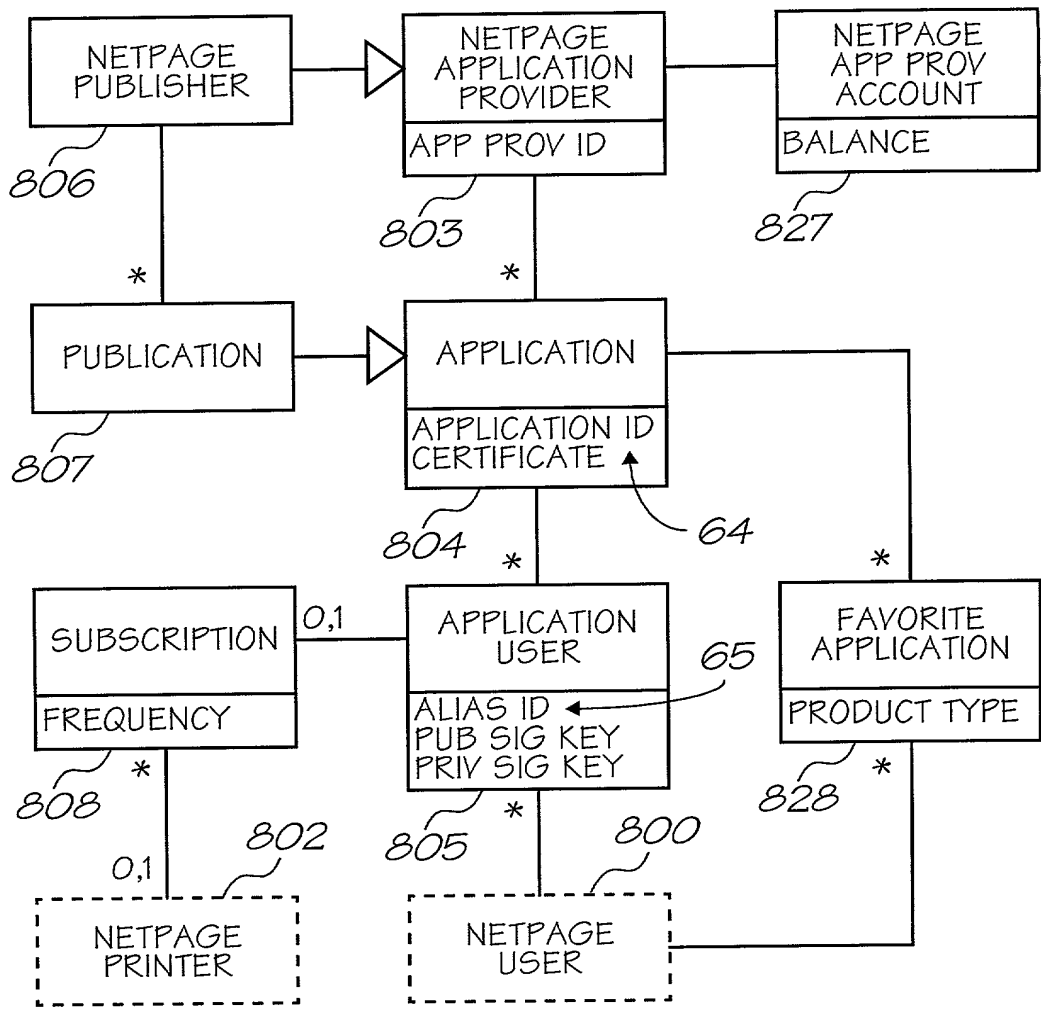 NETPAGE
PUBLISHER
806
NETPAGE
APPLICATION
PROVIDER
APP PROV ID
803
NETPAGE
APP PROV
ACCOUNT
BALANCE
827
*
*
PUBLICATION
807
APPLICATION
APPLICATION ID
CERTIFICATE
804
64
*
*
SUBSCRIPTION
FREQUENCY
808
0,1
APPLICATION
USER
ALIAS ID
PUB SIG KEY
PRIV SIG KEY
65
805
FAVORITE
APPLICATION
PRODUCT TYPE
828
*
*
*
0,1
802
NETPAGE
PRINTER
800
NETPAGE
USER